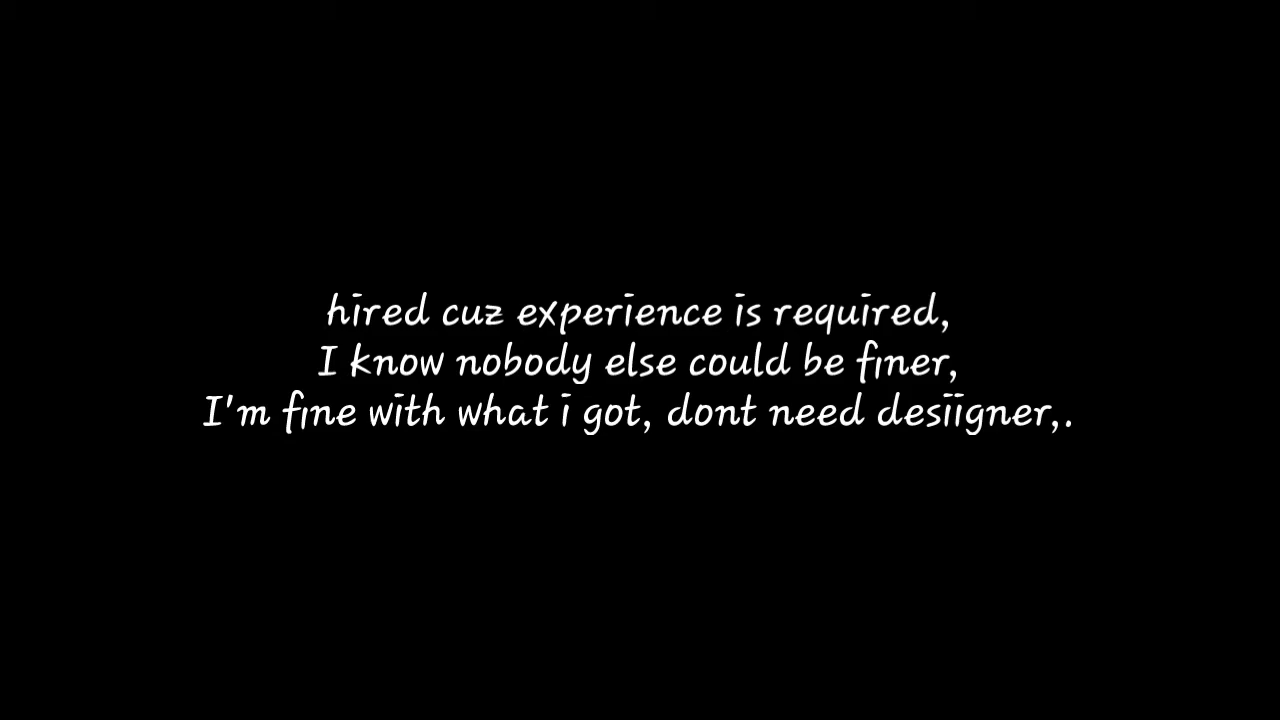 hired cuz experience is required,
I know nobody else could be finer,
I'm fine with what i got, dont need desiigner,.